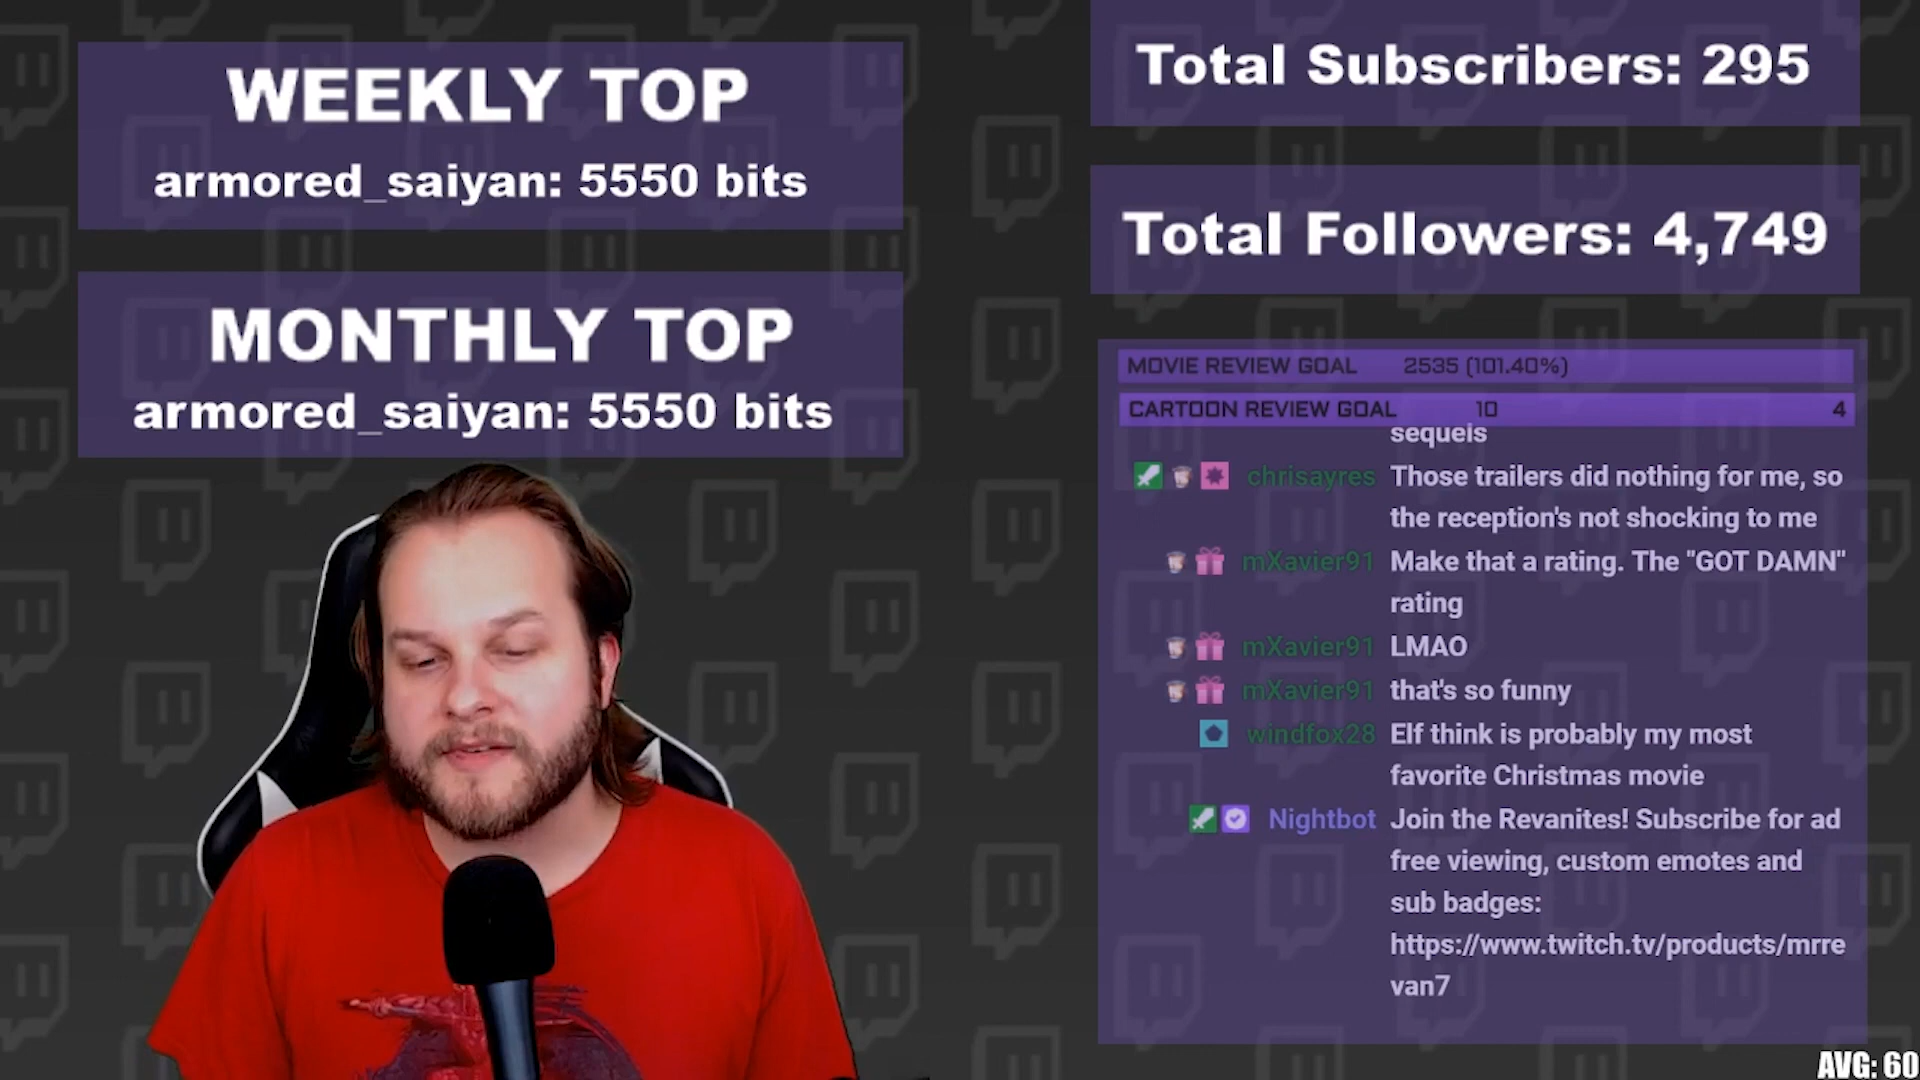 WEEKLY TOP
armored_saiyan: 5550 bits
MONTHLY TOP
armored_saiyan: 5550 bits
Total Subscribers: 295
Total Followers: 4,749
MOVIE REVIEW GOAL 2535 (101.40%)
CARTOON REVIEW GOAL 10 4
sequels
chrisayres Those trailers did nothing for me, so
the reception's not shocking to me
mXavier91 Make that a rating. The "GOT DAMN"
rating
mXavier91 LMAO
mXavier91 that's so funny
windfox28 Elf think is probably my most
favorite Christmas movie
Nightbot Join the Revanites! Subscribe for ad
free viewing, custom emotes and
sub badges:
https://www.twitch.tv/products/mrre
van7
AVG: 60